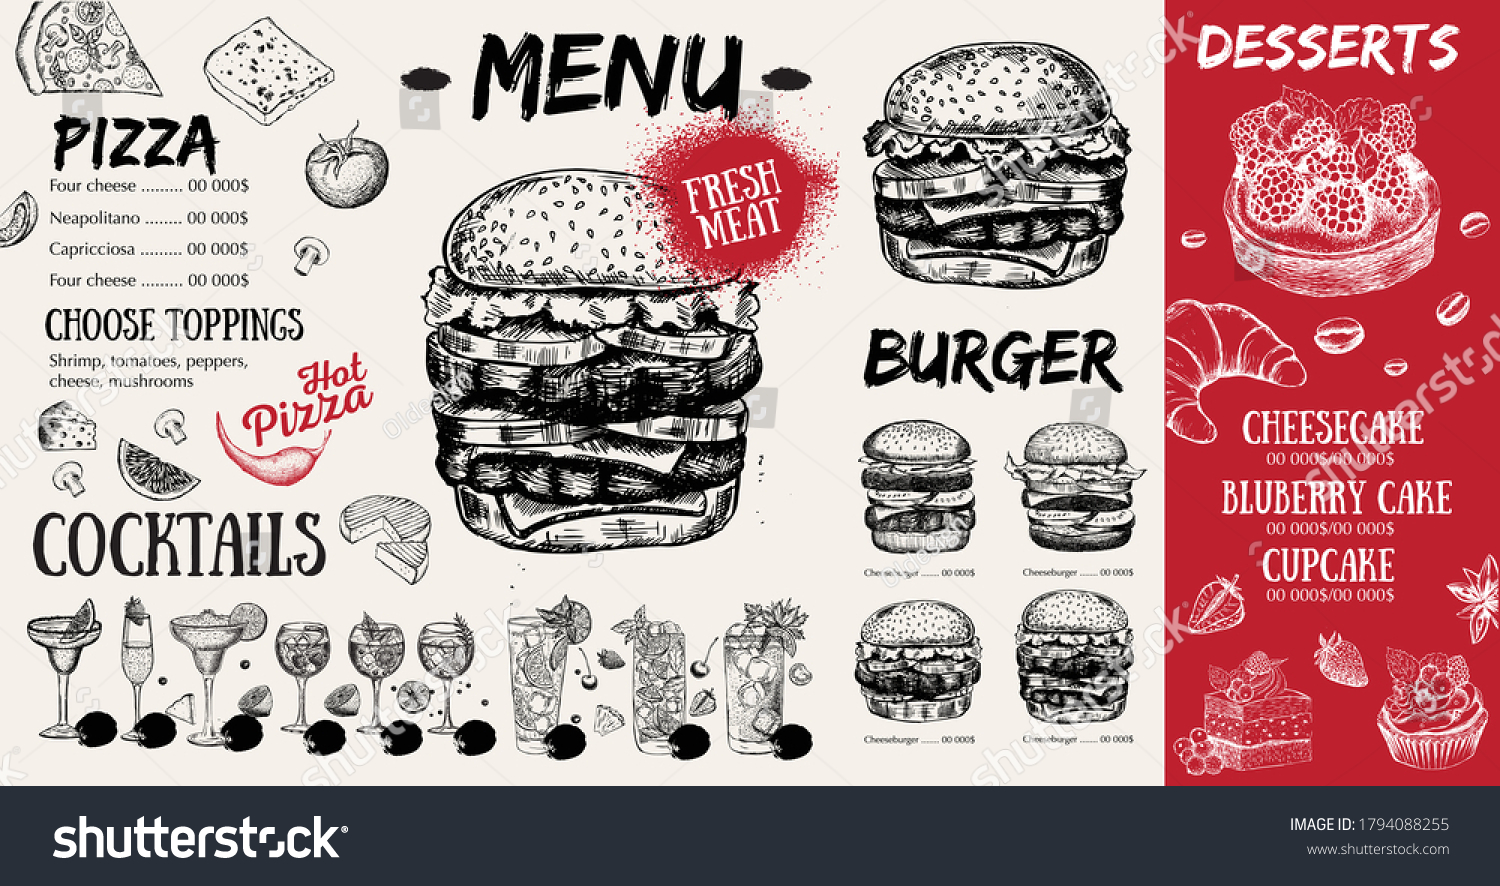 MENU
FRESH
MEAT
PIZZA
Four cheese ......... 00 000$
Neapolitano ........ 00 000$
Capricciosa ......... 00 000$
Four cheese ......... 00 000$
CHOOSE TOPPINGS
Shrimp, tomatoes, peppers,
cheese, mushrooms
Hot
Pizza
COCKTAILS
BURGER
Cheeseburger ....... 00 000$
Cheeseburger ....... 00 000$
Cheeseburger ....... 00 000$
Cheeseburger ....... 00 000$
DESSERTS
CHEESECAKE
00 000$/00 000$
BLUBERRY CAKE
00 000$/00 000$
CUPCAKE
00 000$/00 000$
shutterstock®
IMAGE ID: 1794088255
www.shutterstock.com